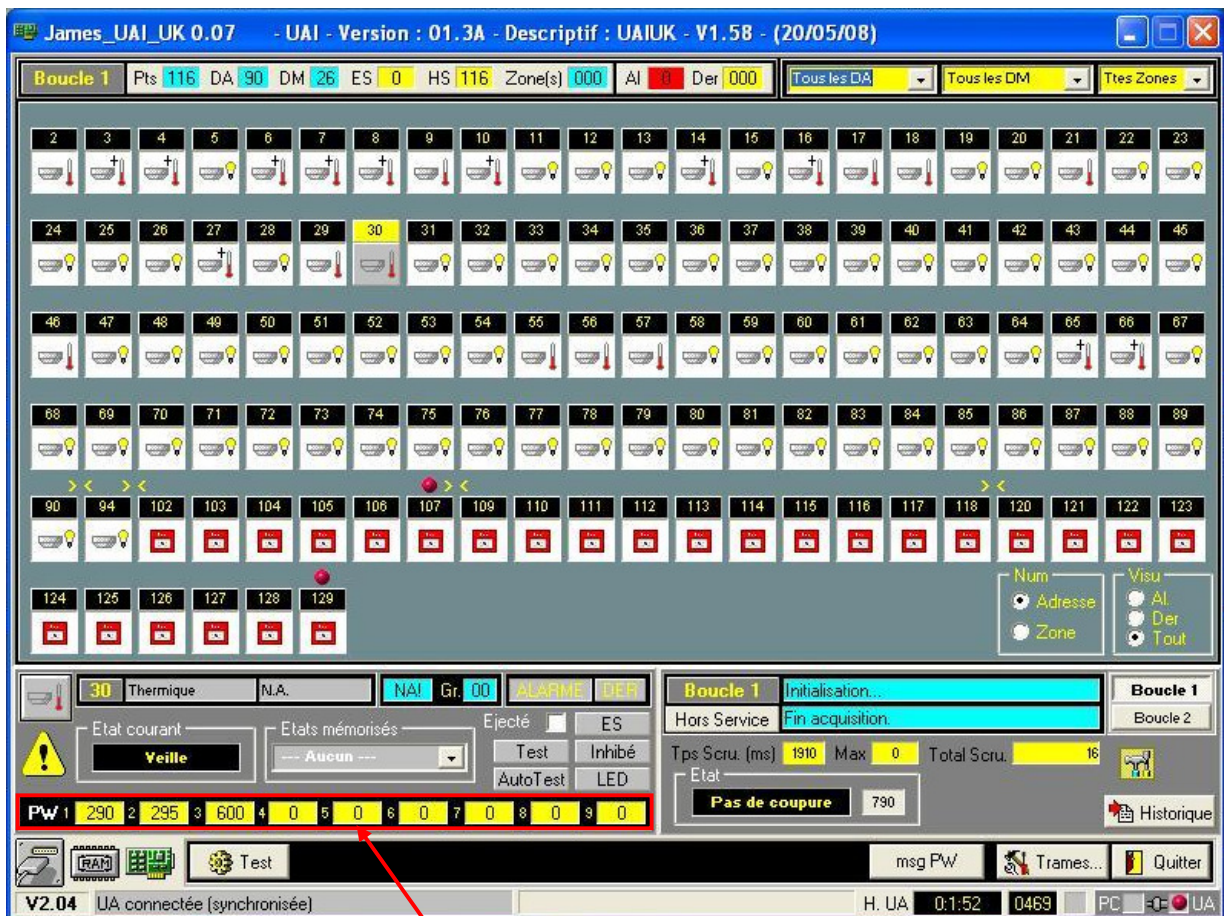 James_UAI_UK 0.07 - UAI - Version : 01.3A - Descriptif : UAIUK - V1.58 - (20/05/08)
Boucle 1 Pts 116 DA 90 DM 26 ES 0 HS 116 Zone(s) 000 Al 0 Der 000 Tous les DA Tous les DM Ttes Zones
2 3 4 5 6 7 8 9 10 11 12 13 14 15 16 17 18 19 20 21 22 23
24 25 26 27 28 29 30 31 32 33 34 35 36 37 38 39 40 41 42 43 44 45
46 47 48 49 50 51 52 53 54 55 56 57 58 59 60 61 62 63 64 65 66 67
68 69 70 71 72 73 74 75 76 77 78 79 80 81 82 83 84 85 86 87 88 89
> < > < > < > <
90 94 102 103 104 105 106 107 109 110 111 112 113 114 115 116 117 118 120 121 122 123
124 125 126 127 128 129
Num
Adresse
Zone
Visu
Al.
Der
Tout
30 Thermique N.A. NA! Gr. 00 ALARME DER
Etat courant
Veille
Etats mémorisés
--- Aucun ---
Ejecté ES
Test Inhibé
AutoTest LED
PW 1 290 2 295 3 600 4 0 5 0 6 0 7 0 8 0 9 0
Boucle 1 Initialisation...
Hors Service Fin acquisition.
Tps Scru. (ms) 1910 Max 0 Total Scru. 16
Etat
Pas de coupure 790
Boucle 1
Boucle 2
Historique
RAM Test msg PW Trames... Quitter
V2.04 UA connectée (synchronisée) H. UA 0:1:52 0469 PC UA